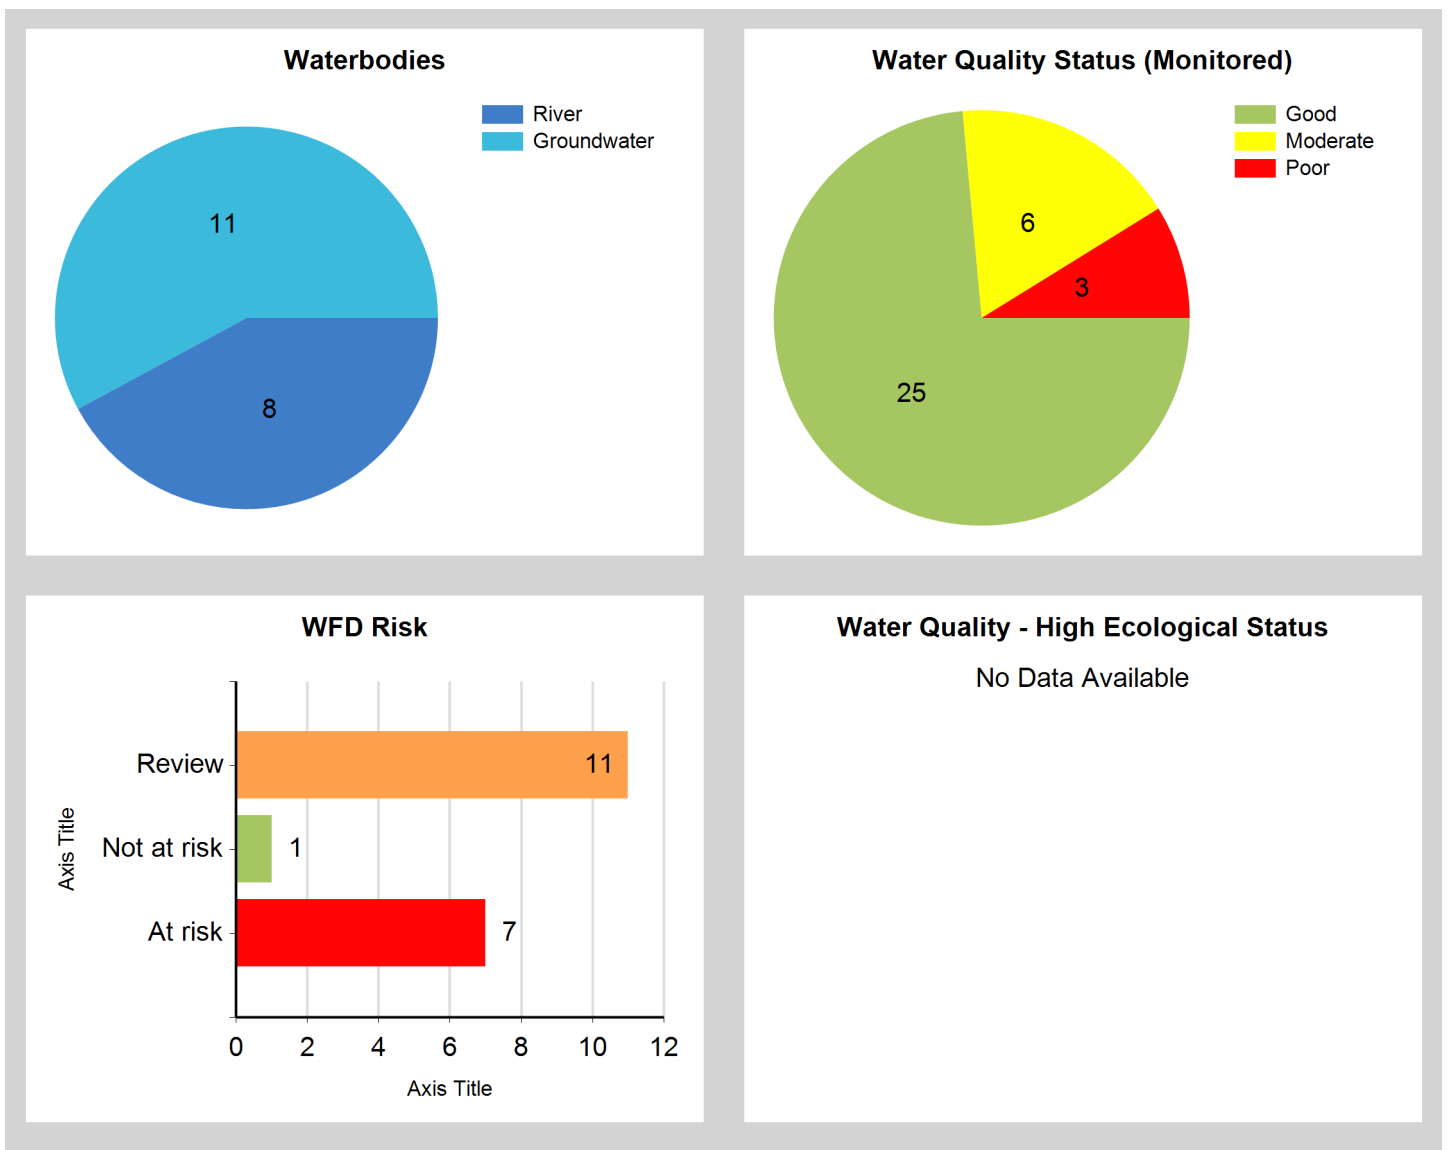 Waterbodies
River
Groundwater
11
8
Water Quality Status (Monitored)
Good
Moderate
Poor
6
3
25
WFD Risk
Review
11
Not at risk
1
At risk
7
Axis Title
0 2 4 6 8 10 12
Axis Title
Water Quality - High Ecological Status
No Data Available